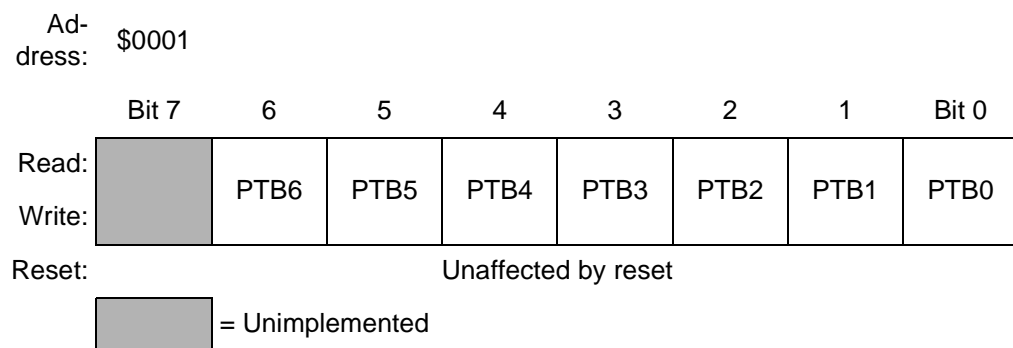 Ad-
dress: $0001
Bit 7 6 5 4 3 2 1 Bit 0
Read:
PTB6 PTB5 PTB4 PTB3 PTB2 PTB1 PTB0
Write:
Reset: Unaffected by reset
= Unimplemented